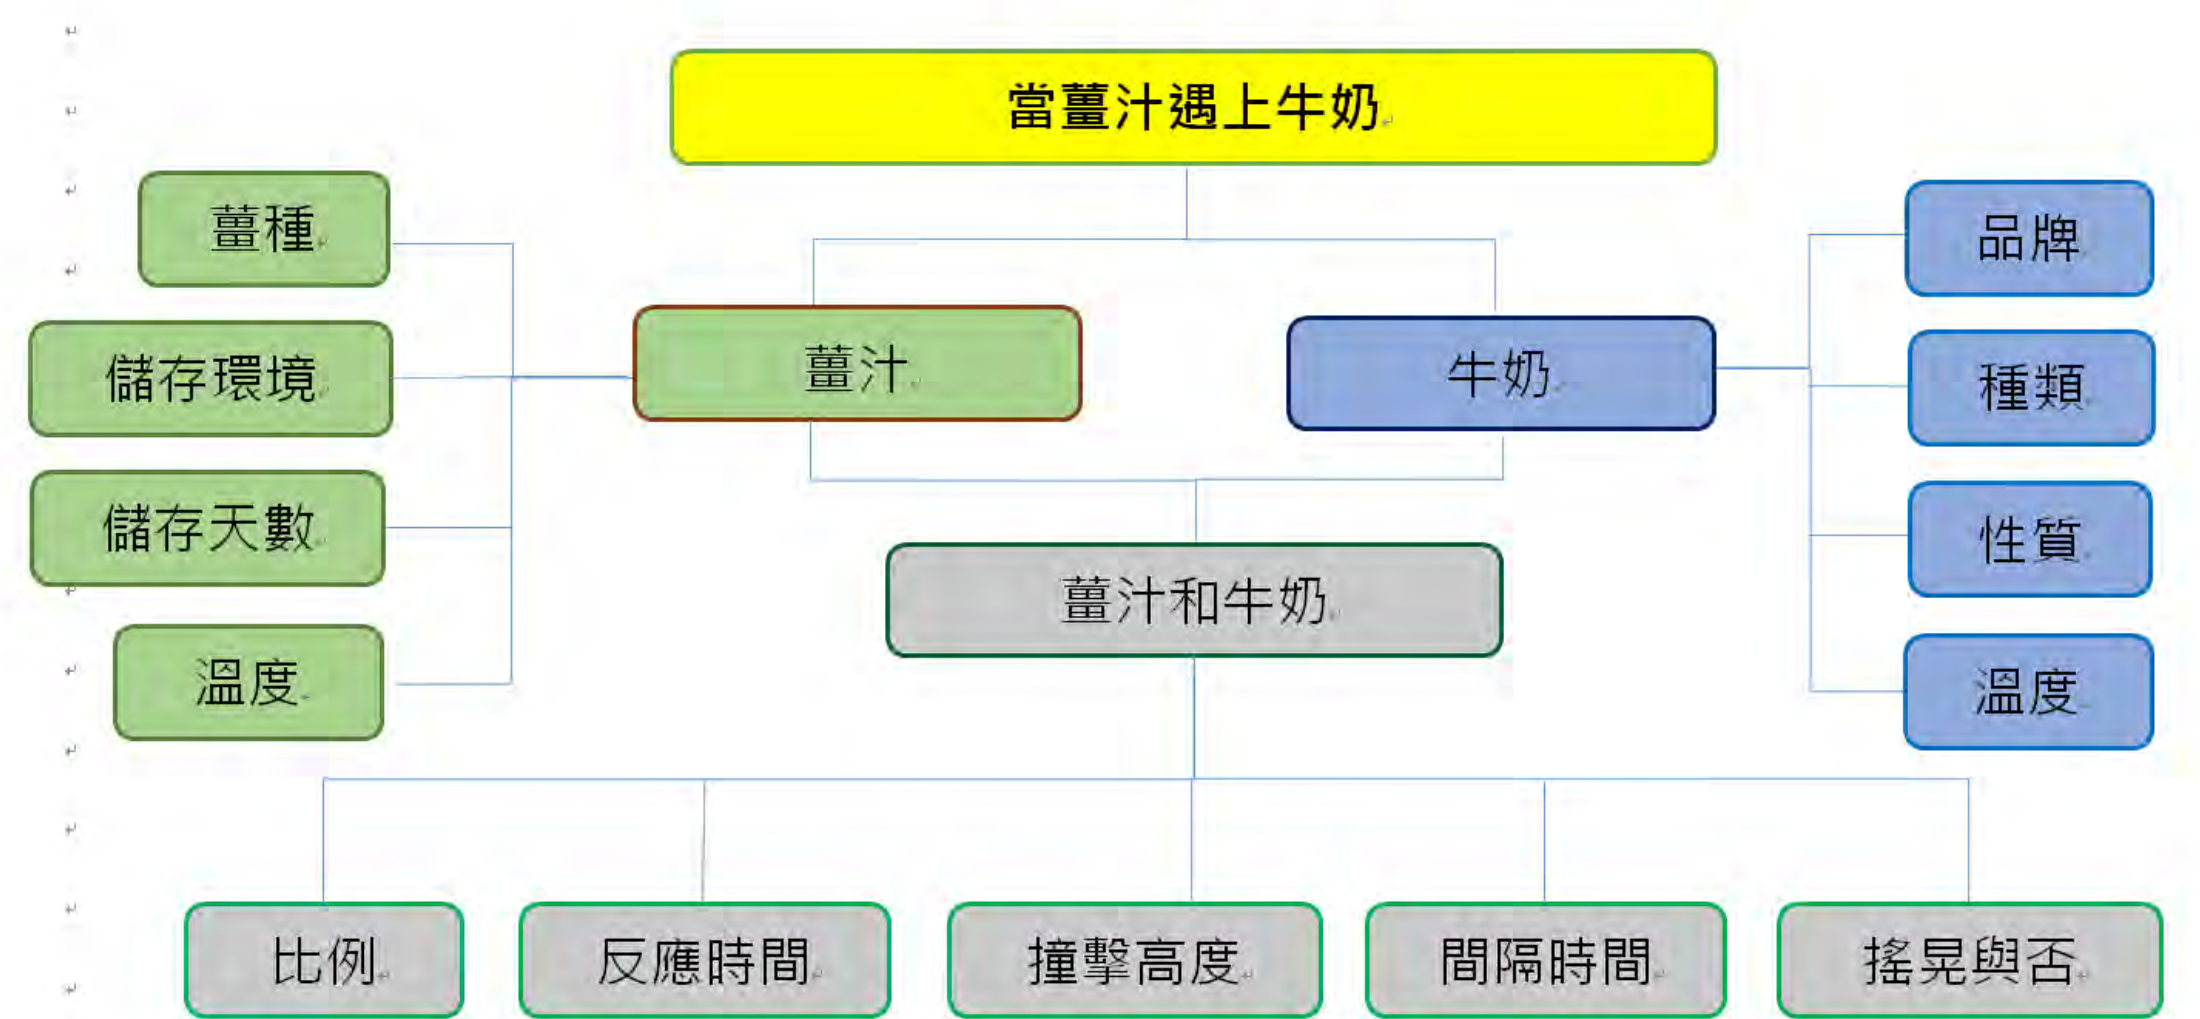 當薑汁遇上牛奶
薑種
儲存環境
儲存天數
溫度
薑汁
牛奶
品牌
種類
性質
溫度
薑汁和牛奶
比例
反應時間
撞擊高度
間隔時間
搖晃與否